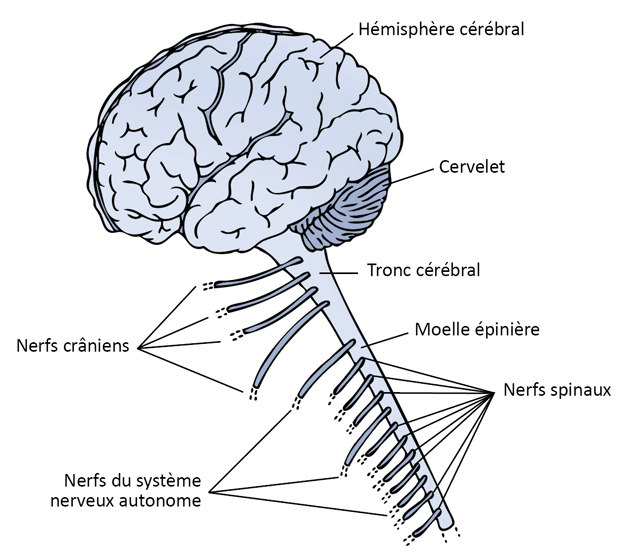 Hémisphère cérébral
Cervelet
Tronc cérébral
Moelle épinière
Nerfs crâniens
Nerfs spinaux
Nerfs du système
nerveux autonome